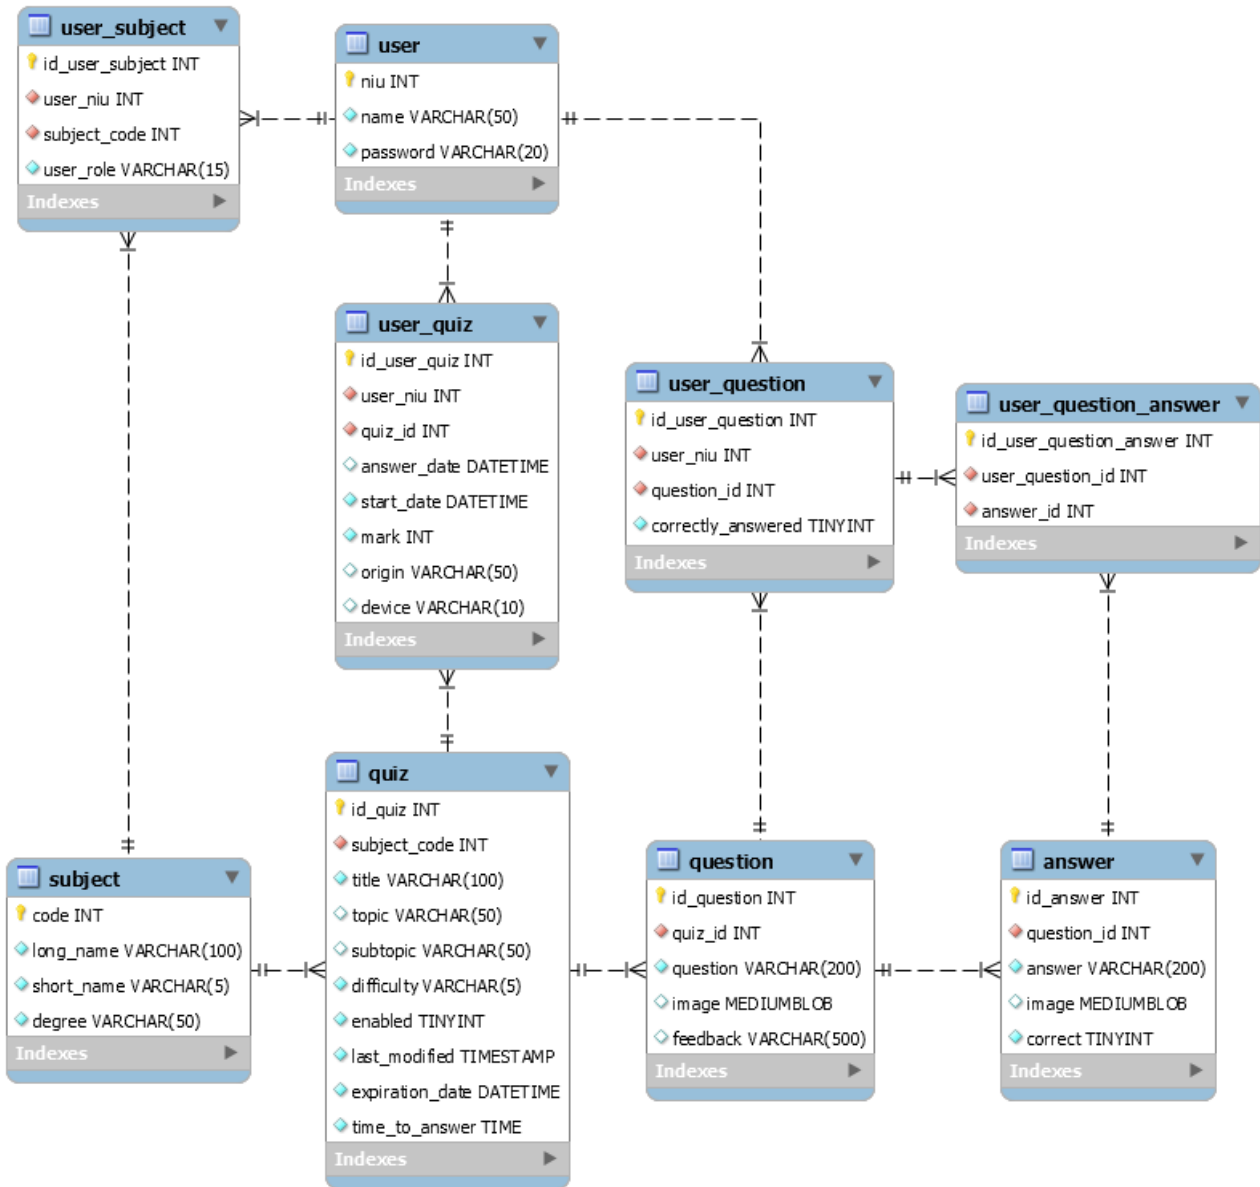 user_subject
id_user_subject INT
user_niu INT
subject_code INT
user_role VARCHAR(15)
Indexes
user
niu INT
name VARCHAR(50)
password VARCHAR(20)
Indexes
user_quiz
id_user_quiz INT
user_niu INT
quiz_id INT
answer_date DATETIME
start_date DATETIME
mark INT
origin VARCHAR(50)
device VARCHAR(10)
Indexes
user_question
id_user_question INT
user_niu INT
question_id INT
correctly_answered TINYINT
Indexes
user_question_answer
id_user_question_answer INT
user_question_id INT
answer_id INT
Indexes
subject
code INT
long_name VARCHAR(100)
short_name VARCHAR(5)
degree VARCHAR(50)
Indexes
quiz
id_quiz INT
subject_code INT
title VARCHAR(100)
topic VARCHAR(50)
subtopic VARCHAR(50)
difficulty VARCHAR(5)
enabled TINYINT
last_modified TIMESTAMP
expiration_date DATETIME
time_to_answer TIME
Indexes
question
id_question INT
quiz_id INT
question VARCHAR(200)
image MEDIUMBLOB
feedback VARCHAR(500)
Indexes
answer
id_answer INT
question_id INT
answer VARCHAR(200)
image MEDIUMBLOB
correct TINYINT
Indexes